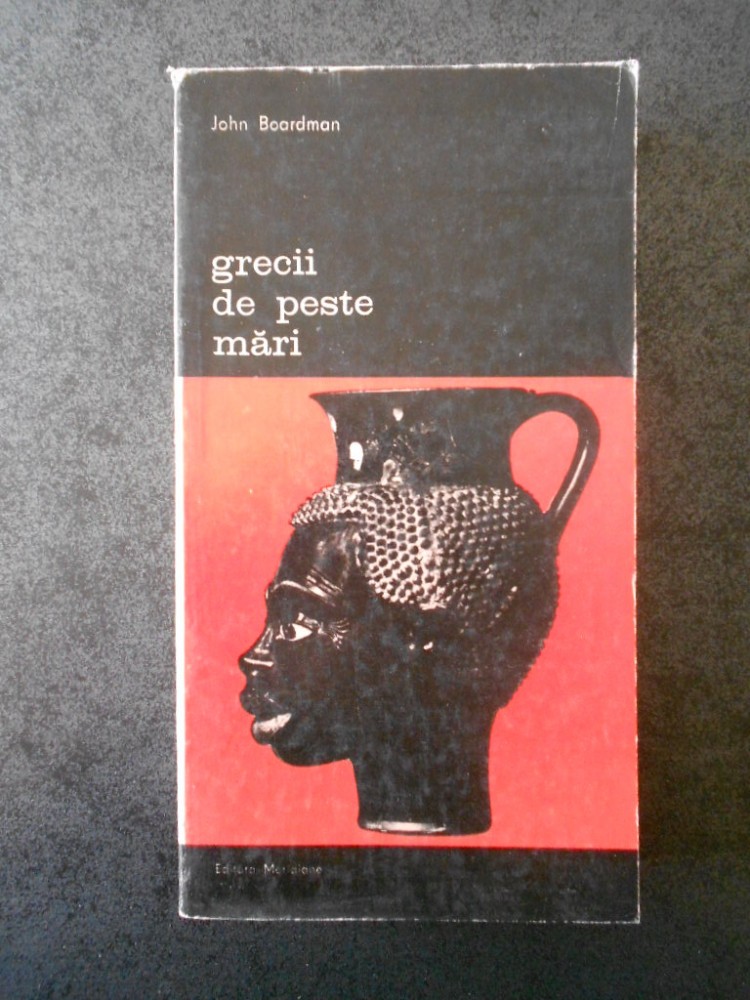 John Boardman
grecii
de peste
mări
Editura Meridiane